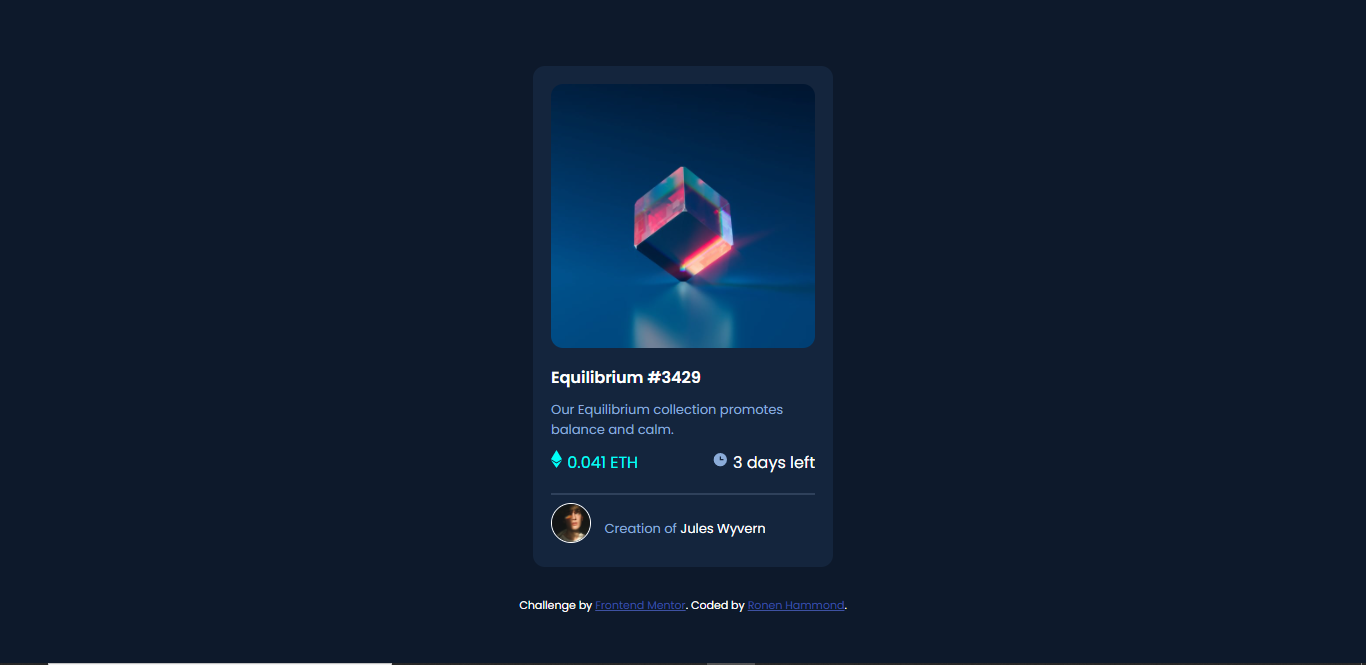 Equilibrium #3429
Our Equilibrium collection promotes
balance and calm.
0.041 ETH 3 days left
Creation of Jules Wyvern
Challenge by Frontend Mentor. Coded by Ronen Hammond.